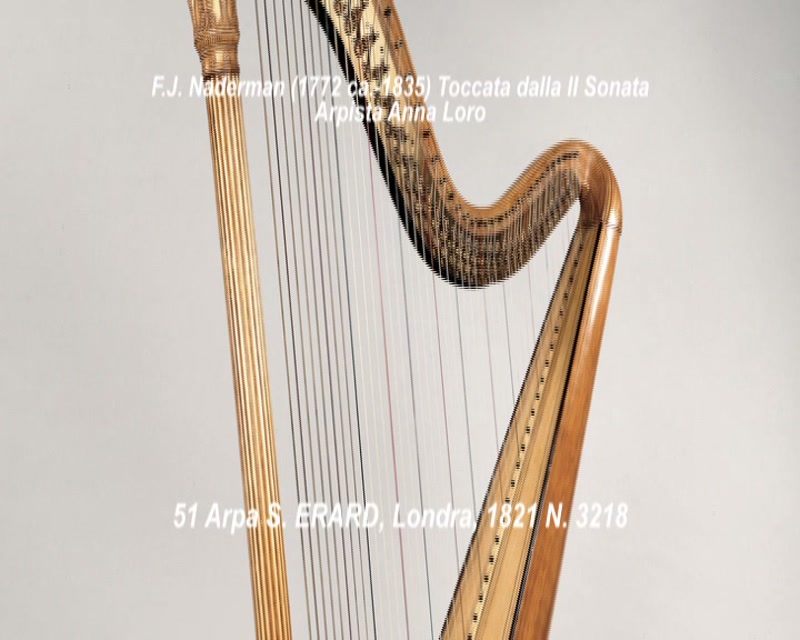 F.J. Naderman (1772 ca.-1835) Toccata dalla II Sonata
Arpista Anna Loro
51 Arpa S. ERARD, Londra, 1821 N. 3218